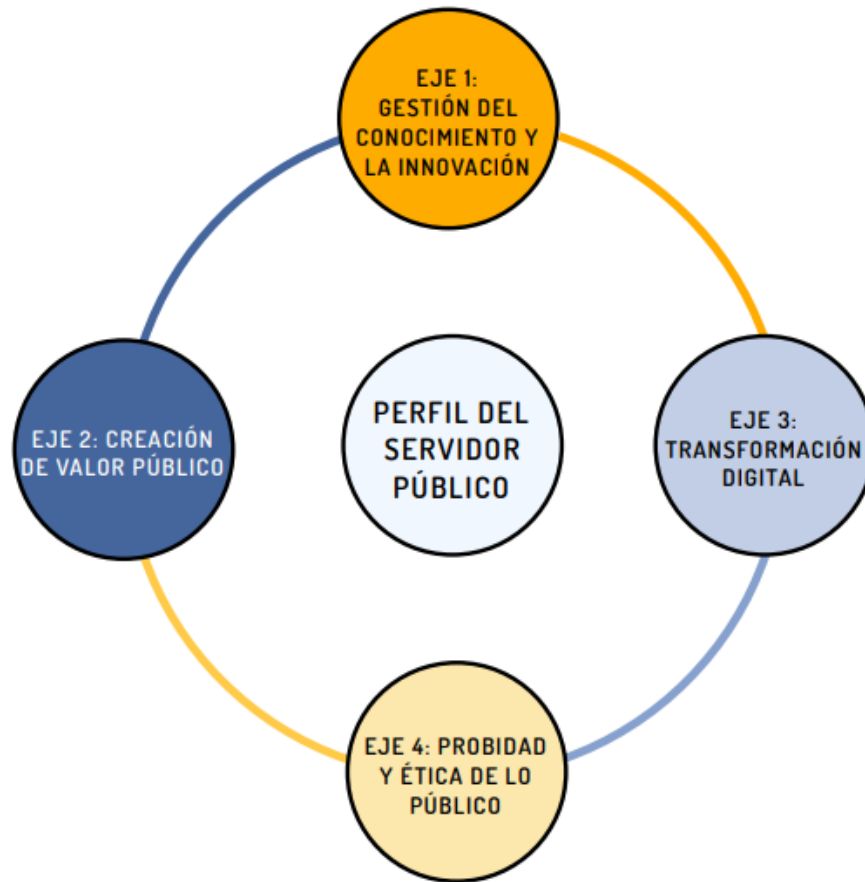 EJE 1:
GESTIÓN DEL
CONOCIMIENTO Y
LA INNOVACIÓN
EJE 2: CREACIÓN
DE VALOR PÚBLICO
PERFIL DEL
SERVIDOR
PÚBLICO
EJE 3:
TRANSFORMACIÓN
DIGITAL
EJE 4: PROBIDAD
Y ÉTICA DE LO
PÚBLICO